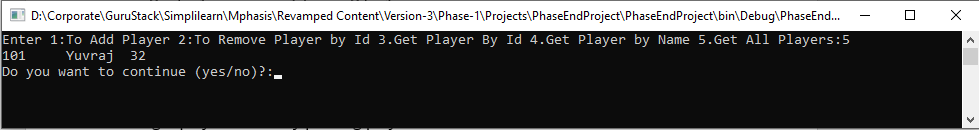 D:\Corporate\GuruStack\Simplilearn\Mphasis\Revamped Content\Version-3\Phase-1\Projects\PhaseEndProject\PhaseEndProject\bin\Debug\PhaseEnd...
Enter 1:To Add Player 2:To Remove Player by Id 3.Get Player By Id 4.Get Player by Name 5.Get All Players:5
101 Yuvraj 32
Do you want to continue (yes/no)?: